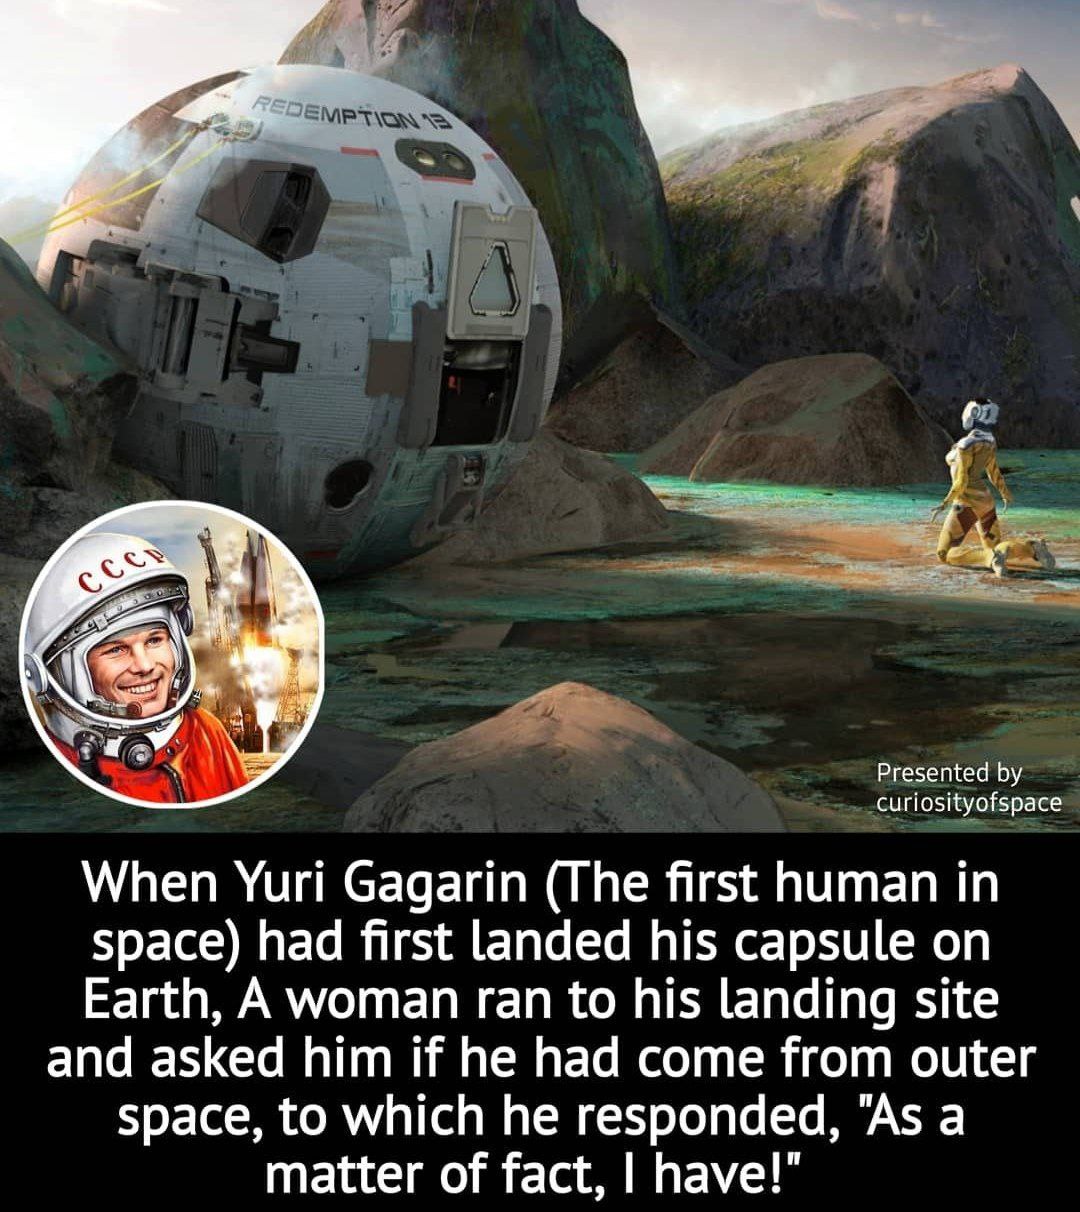 REDEMPTION 13
CCCP
Presented by
curiosityofspace
When Yuri Gagarin (The first human in
space) had first landed his capsule on
Earth, A woman ran to his landing site
and asked him if he had come from outer
space, to which he responded, "As a
matter of fact, I have!"